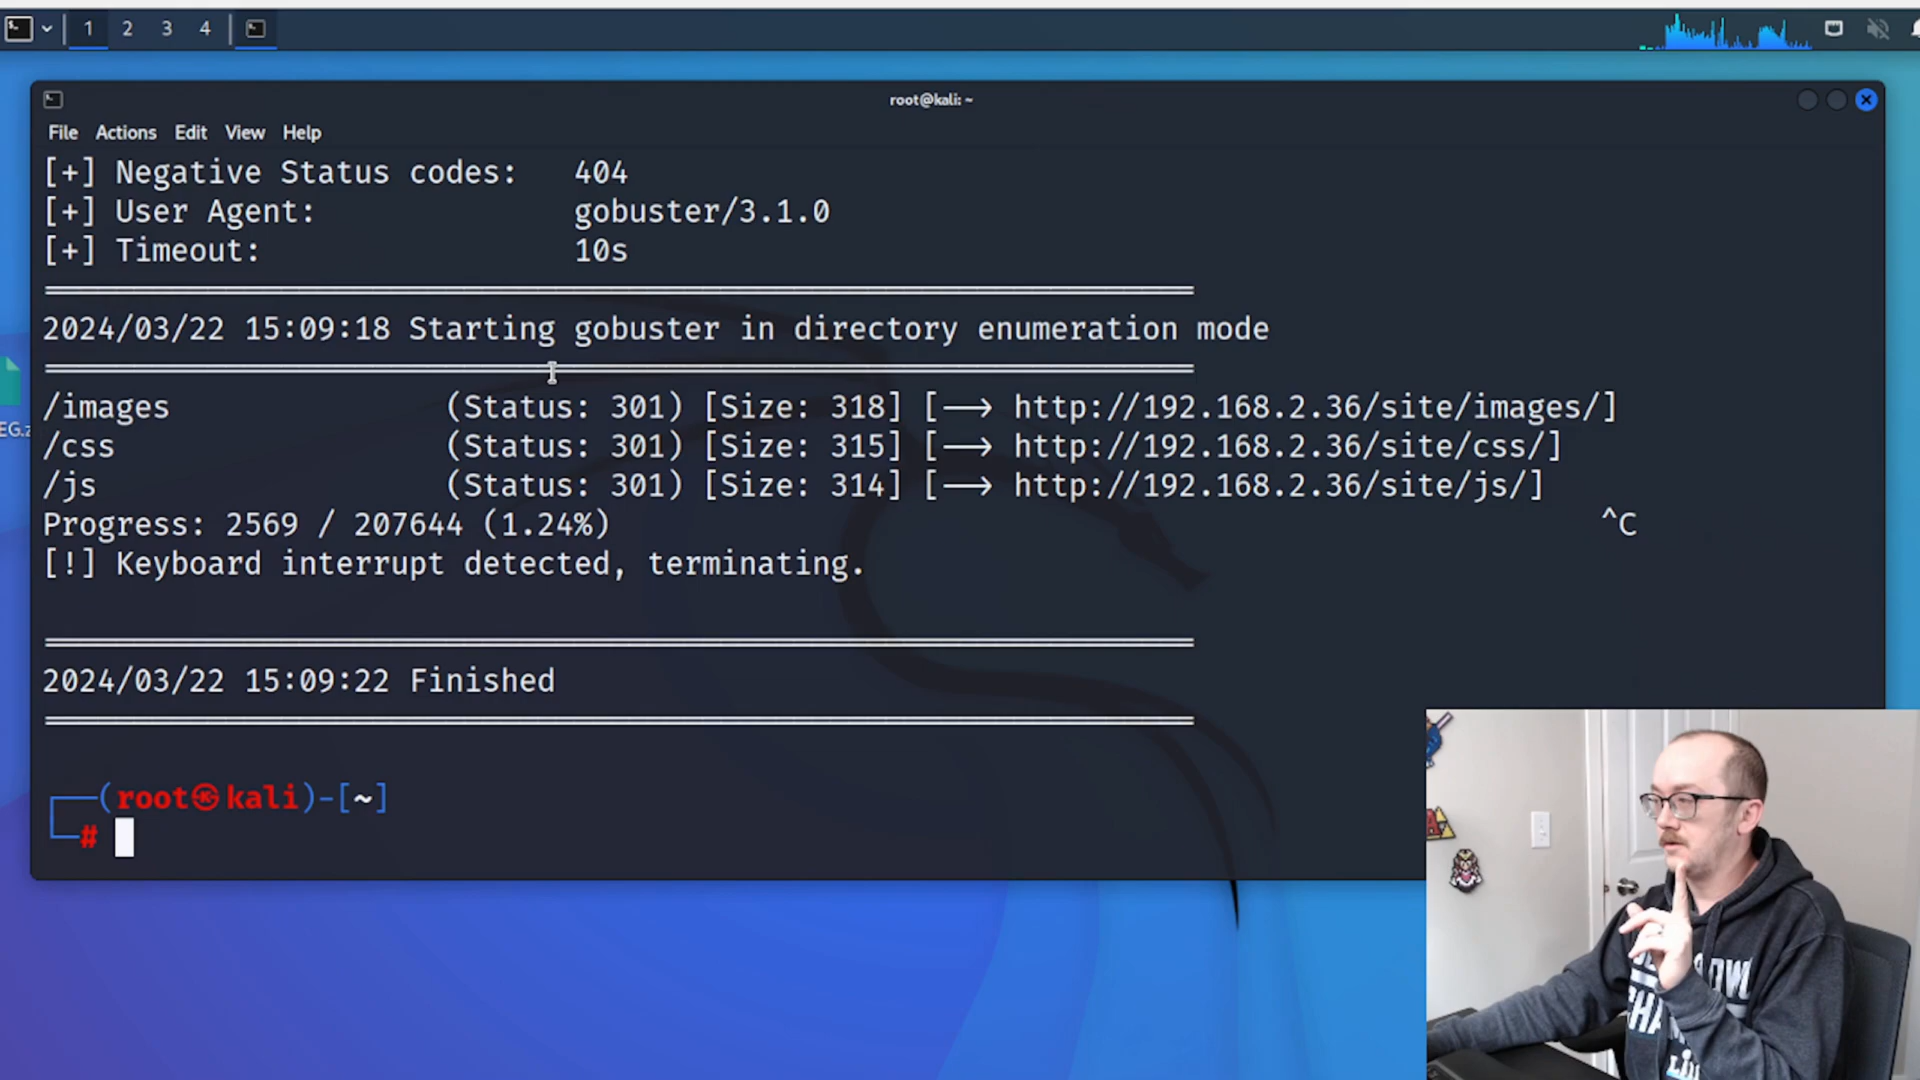 1 2 3 4
root@kali: ~
File Actions Edit View Help
[+] Negative Status codes: 404
[+] User Agent: gobuster/3.1.0
[+] Timeout: 10s
2024/03/22 15:09:18 Starting gobuster in directory enumeration mode
/images (Status: 301) [Size: 318] [--> http://192.168.2.36/site/images/]
/css (Status: 301) [Size: 315] [--> http://192.168.2.36/site/css/]
/js (Status: 301) [Size: 314] [--> http://192.168.2.36/site/js/]
Progress: 2569 / 207644 (1.24%) ^C
[!] Keyboard interrupt detected, terminating.
2024/03/22 15:09:22 Finished
(root㉿kali)-[~]
#
EG.z